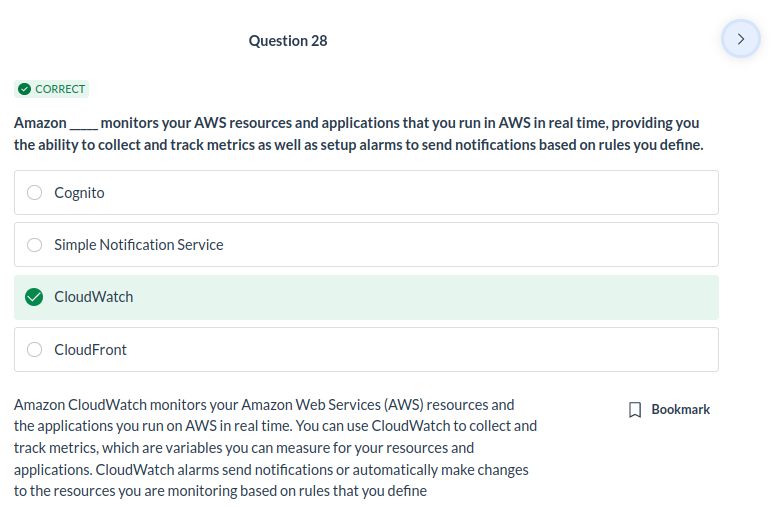 Question 28
CORRECT
Amazon _____ monitors your AWS resources and applications that you run in AWS in real time, providing you
the ability to collect and track metrics as well as setup alarms to send notifications based on rules you define.
Cognito
Simple Notification Service
CloudWatch
CloudFront
Amazon CloudWatch monitors your Amazon Web Services (AWS) resources and
the applications you run on AWS in real time. You can use CloudWatch to collect and
track metrics, which are variables you can measure for your resources and
applications. CloudWatch alarms send notifications or automatically make changes
to the resources you are monitoring based on rules that you define
Bookmark